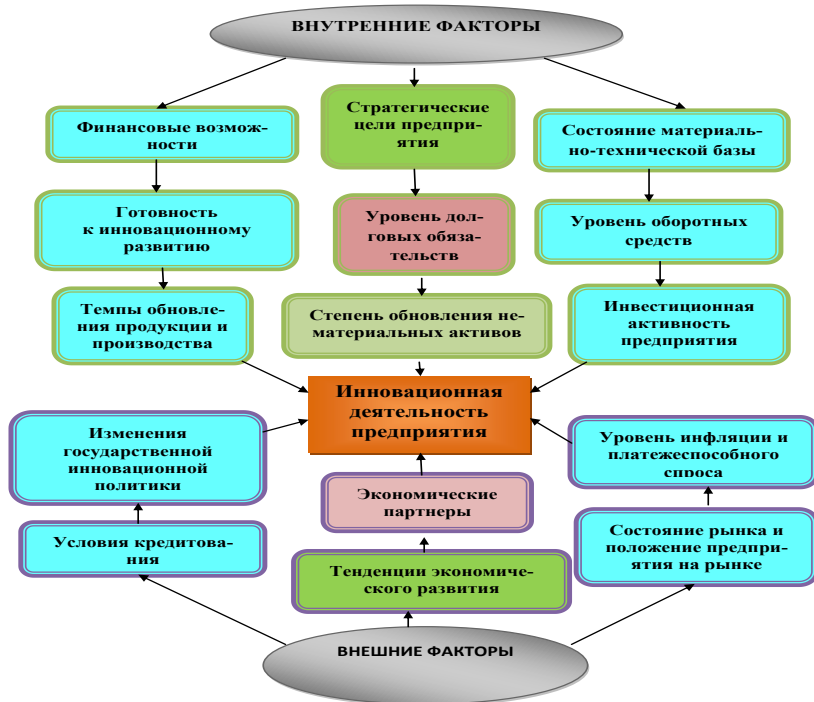 ВНУТРЕННИЕ ФАКТОРЫ
Финансовые возмож-
ности
Стратегические
цели предпри-
ятия
Состояние материаль-
но-технической базы
Готовность
к инновационному
развитию
Уровень дол-
говых обяза-
тельств
Уровень оборотных
средств
Темпы обновле-
ния продукции и
производства
Степень обновления не-
материальных активов
Инвестиционная
активность
предприятия
Инновационная
деятельность
предприятия
Изменения
государственной
инновационной
политики
Уровень инфляции и
платежеспособного
спроса
Экономические
партнеры
Условия кредитова-
ния
Состояние рынка и
положение предпри-
ятия на рынке
Тенденции экономиче-
ского развития
ВНЕШНИЕ ФАКТОРЫ